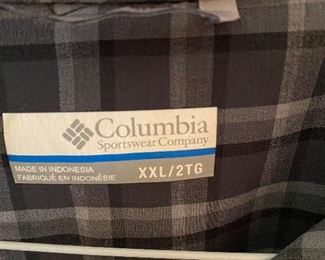 Columbia
Sportswear Company
MADE IN INDONESIA
FABRIQUÉ EN INDONÉSIE
XXL/2TG